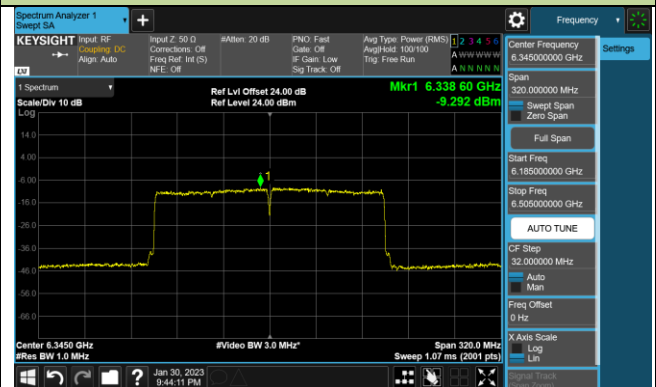 Spectrum Analyzer 1
Swept SA
+
Frequency
KEYSIGHT
Input: RF
Coupling: DC
Align: Auto
Input Z: 50 Ω
Corrections: Off
Freq Ref: Int (S)
NFE: Off
#Atten: 20 dB
PNO: Fast
Gate: Off
IF Gain: Low
Sig Track: Off
Avg Type: Power (RMS)
Avg|Hold: 100/100
Trig: Free Run
1 2 3 4 5 6
A W W W W W
A N N N N N
LXI
1 Spectrum
Scale/Div 10 dB
Log
Ref Lvl Offset 24.00 dB
Ref Level 24.00 dBm
Mkr1 6.338 60 GHz
-9.292 dBm
14.0
4.00
-6.00
-16.0
-26.0
-36.0
-46.0
-56.0
-66.0
1
Center 6.3450 GHz
#Res BW 1.0 MHz
#Video BW 3.0 MHz*
Span 320.0 MHz
Sweep 1.07 ms (2001 pts)
Center Frequency
6.345000000 GHz
Settings
Span
320.000000 MHz
Swept Span
Zero Span
Full Span
Start Freq
6.185000000 GHz
Stop Freq
6.505000000 GHz
AUTO TUNE
CF Step
32.000000 MHz
Auto
Man
Freq Offset
0 Hz
X Axis Scale
Log
Lin
Signal Track
(Span Zoom)
?
Jan 30, 2023
9:44:11 PM